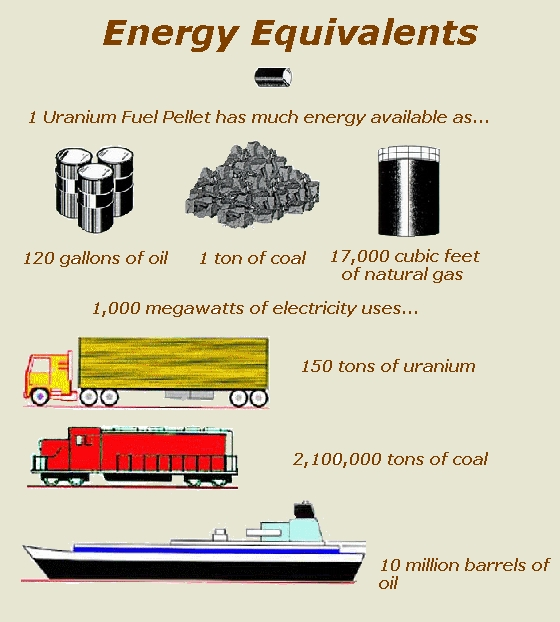 Energy Equivalents
1 Uranium Fuel Pellet has much energy available as...
120 gallons of oil
1 ton of coal
17,000 cubic feet
of natural gas
1,000 megawatts of electricity uses...
150 tons of uranium
2,100,000 tons of coal
10 million barrels of
oil